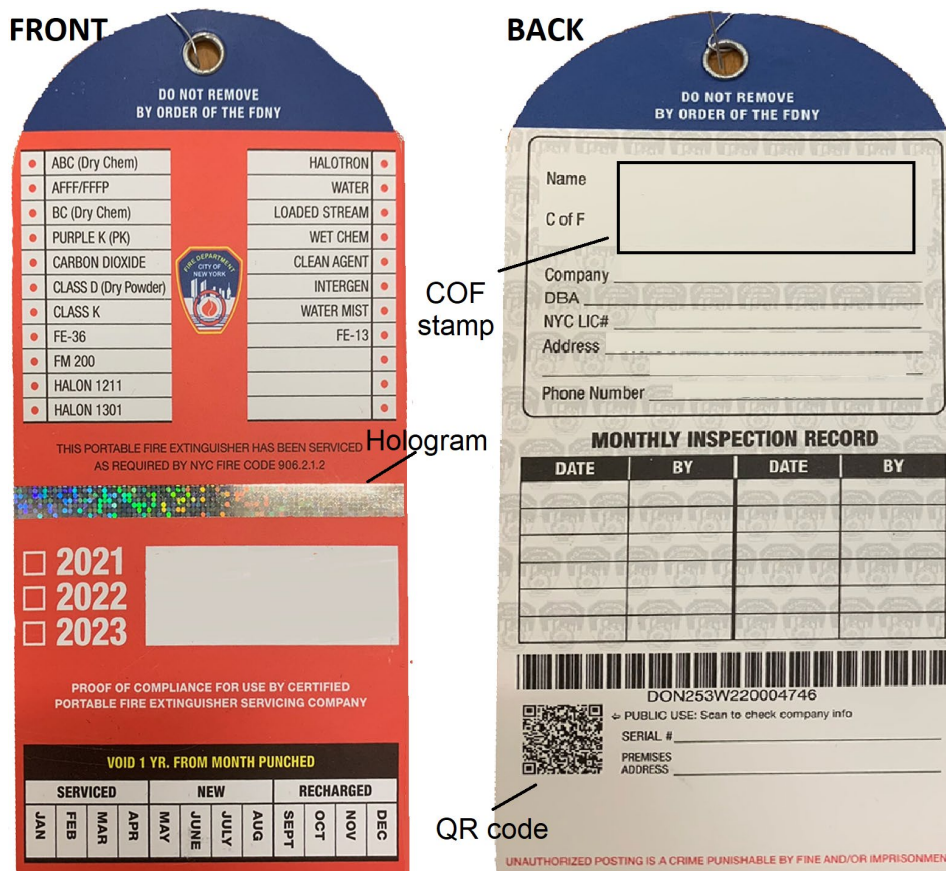 FRONT
DO NOT REMOVE
BY ORDER OF THE FDNY
ABC (Dry Chem)
AFFF/FFFP
BC (Dry Chem)
PURPLE K (PK)
CARBON DIOXIDE
CLASS D (Dry Powder)
CLASS K
FE-36
FM 200
HALON 1211
HALON 1301
FIRE DEPARTMENT
CITY OF
NEW YORK
HALOTRON
WATER
LOADED STREAM
WET CHEM
CLEAN AGENT
INTERGEN
WATER MIST
FE-13
THIS PORTABLE FIRE EXTINGUISHER HAS BEEN SERVICED
AS REQUIRED BY NYC FIRE CODE 906.2.1.2
Hologram
2021
2022
2023
PROOF OF COMPLIANCE FOR USE BY CERTIFIED
PORTABLE FIRE EXTINGUISHER SERVICING COMPANY
VOID 1 YR. FROM MONTH PUNCHED
SERVICED NEW RECHARGED
JAN FEB MAR APR MAY JUNE JULY AUG SEPT OCT NOV DEC
BACK
DO NOT REMOVE
BY ORDER OF THE FDNY
Name
C of F
COF
stamp
Company
DBA
NYC LIC#
Address
Phone Number
MONTHLY INSPECTION RECORD
DATE BY DATE BY
DON253W220004746
PUBLIC USE: Scan to check company info
SERIAL #
PREMISES
ADDRESS
QR code
UNAUTHORIZED POSTING IS A CRIME PUNISHABLE BY FINE AND/OR